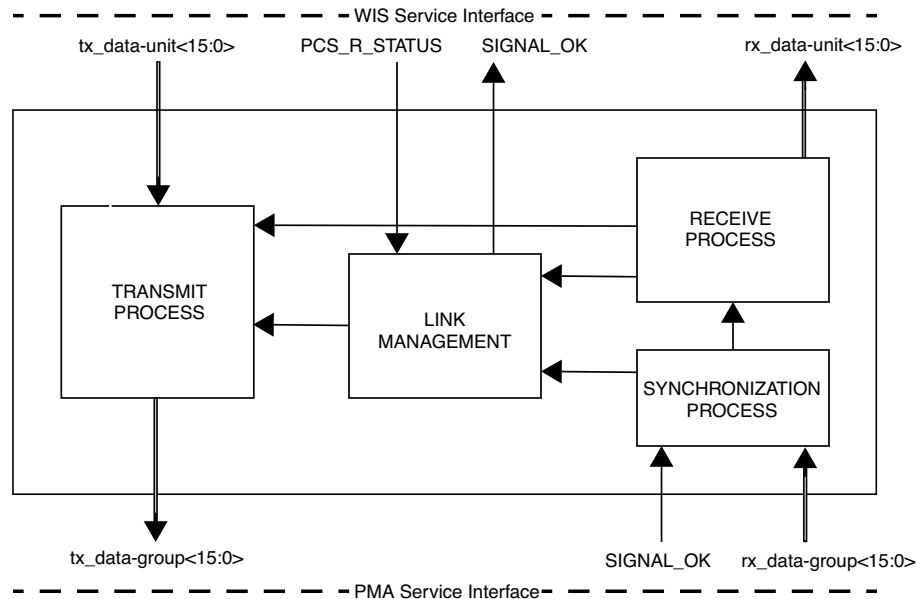 WIS Service Interface
tx_data-unit<15:0>
PCS_R_STATUS
SIGNAL_OK
rx_data-unit<15:0>
RECEIVE
PROCESS
TRANSMIT
PROCESS
LINK
MANAGEMENT
SYNCHRONIZATION
PROCESS
tx_data-group<15:0>
SIGNAL_OK
rx_data-group<15:0>
PMA Service Interface